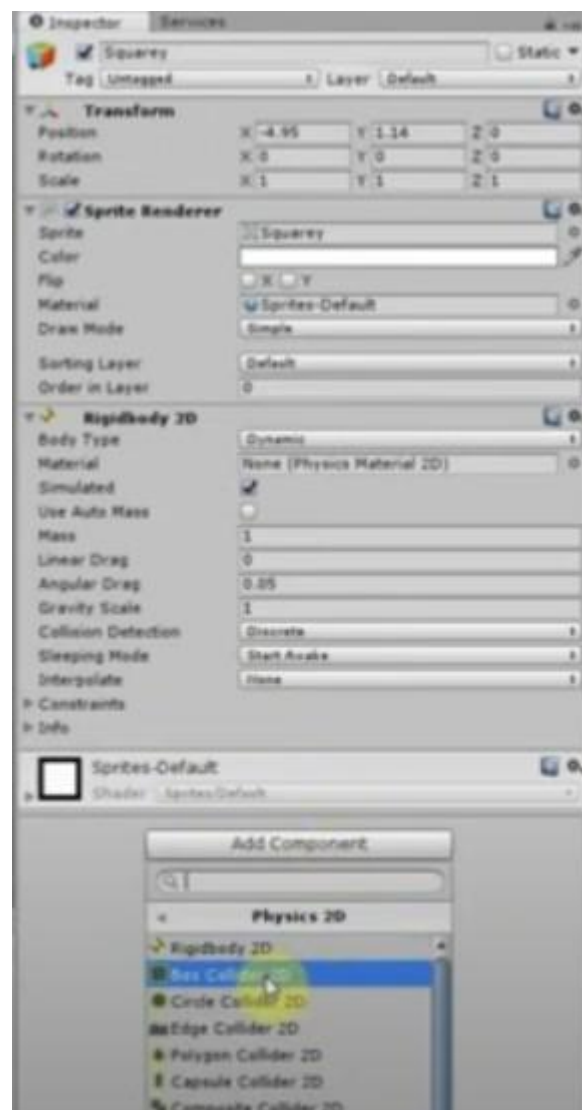 Inspector Services
Squarey Static
Tag Untagged Layer Default
Transform
Position X -4.95 Y 1.14 Z 0
Rotation X 0 Y 0 Z 0
Scale X 1 Y 1 Z 1
Sprite Renderer
Sprite Squarey
Color
Flip X Y
Material Sprites-Default
Draw Mode Simple
Sorting Layer Default
Order in Layer 0
Rigidbody 2D
Body Type Dynamic
Material None (Physics Material 2D)
Simulated
Use Auto Mass
Mass 1
Linear Drag 0
Angular Drag 0.05
Gravity Scale 1
Collision Detection Discrete
Sleeping Mode Start Awake
Interpolate None
Constraints
Info
Sprites-Default
Shader Sprites/Default
Add Component
Physics 2D
Rigidbody 2D
Box Collider 2D
Circle Collider 2D
Edge Collider 2D
Polygon Collider 2D
Capsule Collider 2D
Composite Collider 2D